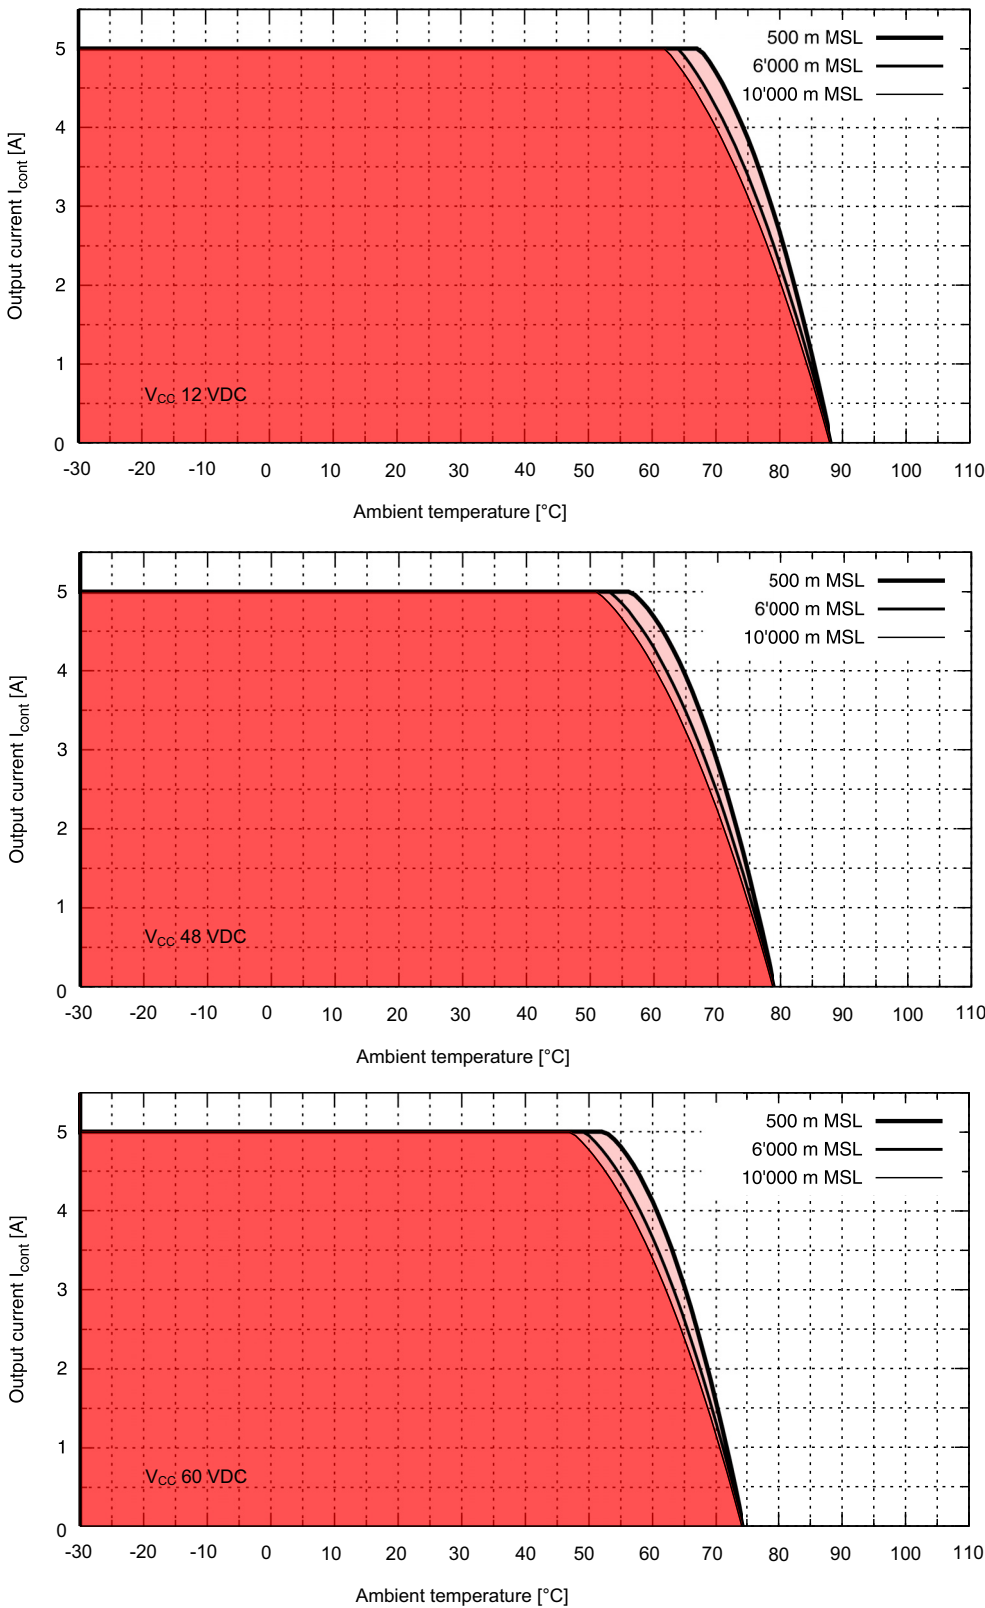 500 m MSL
6'000 m MSL
10'000 m MSL
5
4
3
2
1
0
Output current Icont [A]
VCC 12 VDC
-30 -20 -10 0 10 20 30 40 50 60 70 80 90 100 110
Ambient temperature [°C]
500 m MSL
6'000 m MSL
10'000 m MSL
5
4
3
2
1
0
Output current Icont [A]
VCC 48 VDC
-30 -20 -10 0 10 20 30 40 50 60 70 80 90 100 110
Ambient temperature [°C]
500 m MSL
6'000 m MSL
10'000 m MSL
5
4
3
2
1
0
Output current Icont [A]
VCC 60 VDC
-30 -20 -10 0 10 20 30 40 50 60 70 80 90 100 110
Ambient temperature [°C]